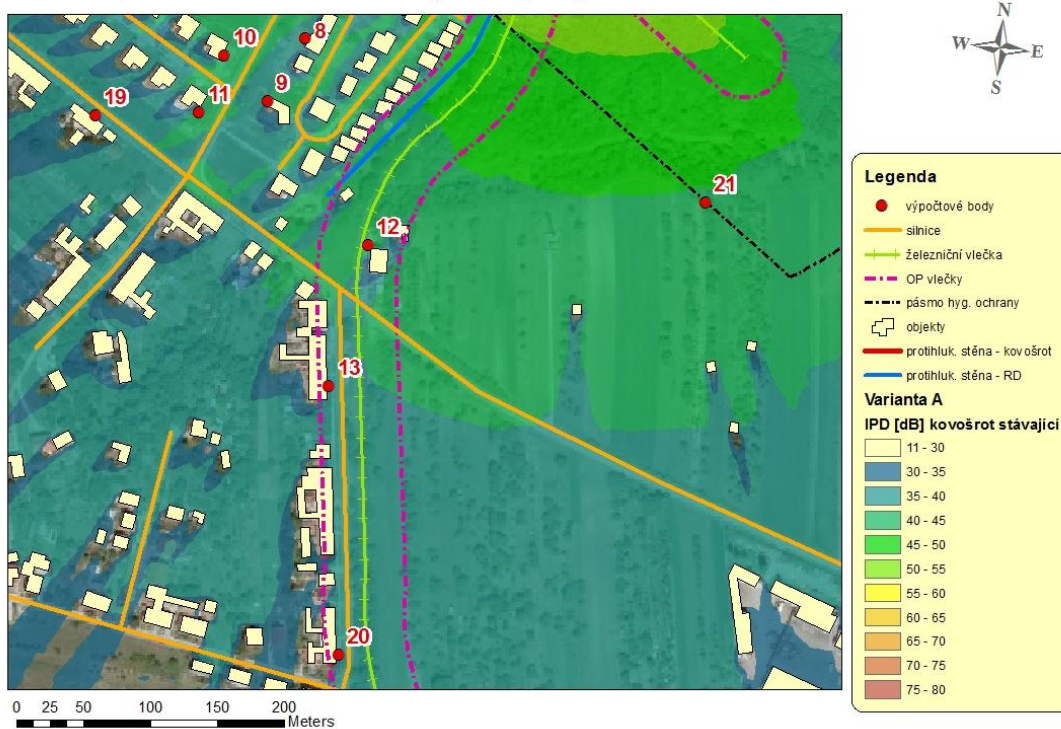 10
8
N
W
E
S
19
11
9
21
12
13
20
Legenda
výpočtové body
silnice
železniční vlečka
OP vlečky
pásmo hyg. ochrany
objekty
protihluk. stěna - kovošrot
protihluk. stěna - RD
Varianta A
IPD [dB] kovošrot stávající
11 - 30
30 - 35
35 - 40
40 - 45
45 - 50
50 - 55
55 - 60
60 - 65
65 - 70
70 - 75
75 - 80
0 25 50 100 150 200
Meters